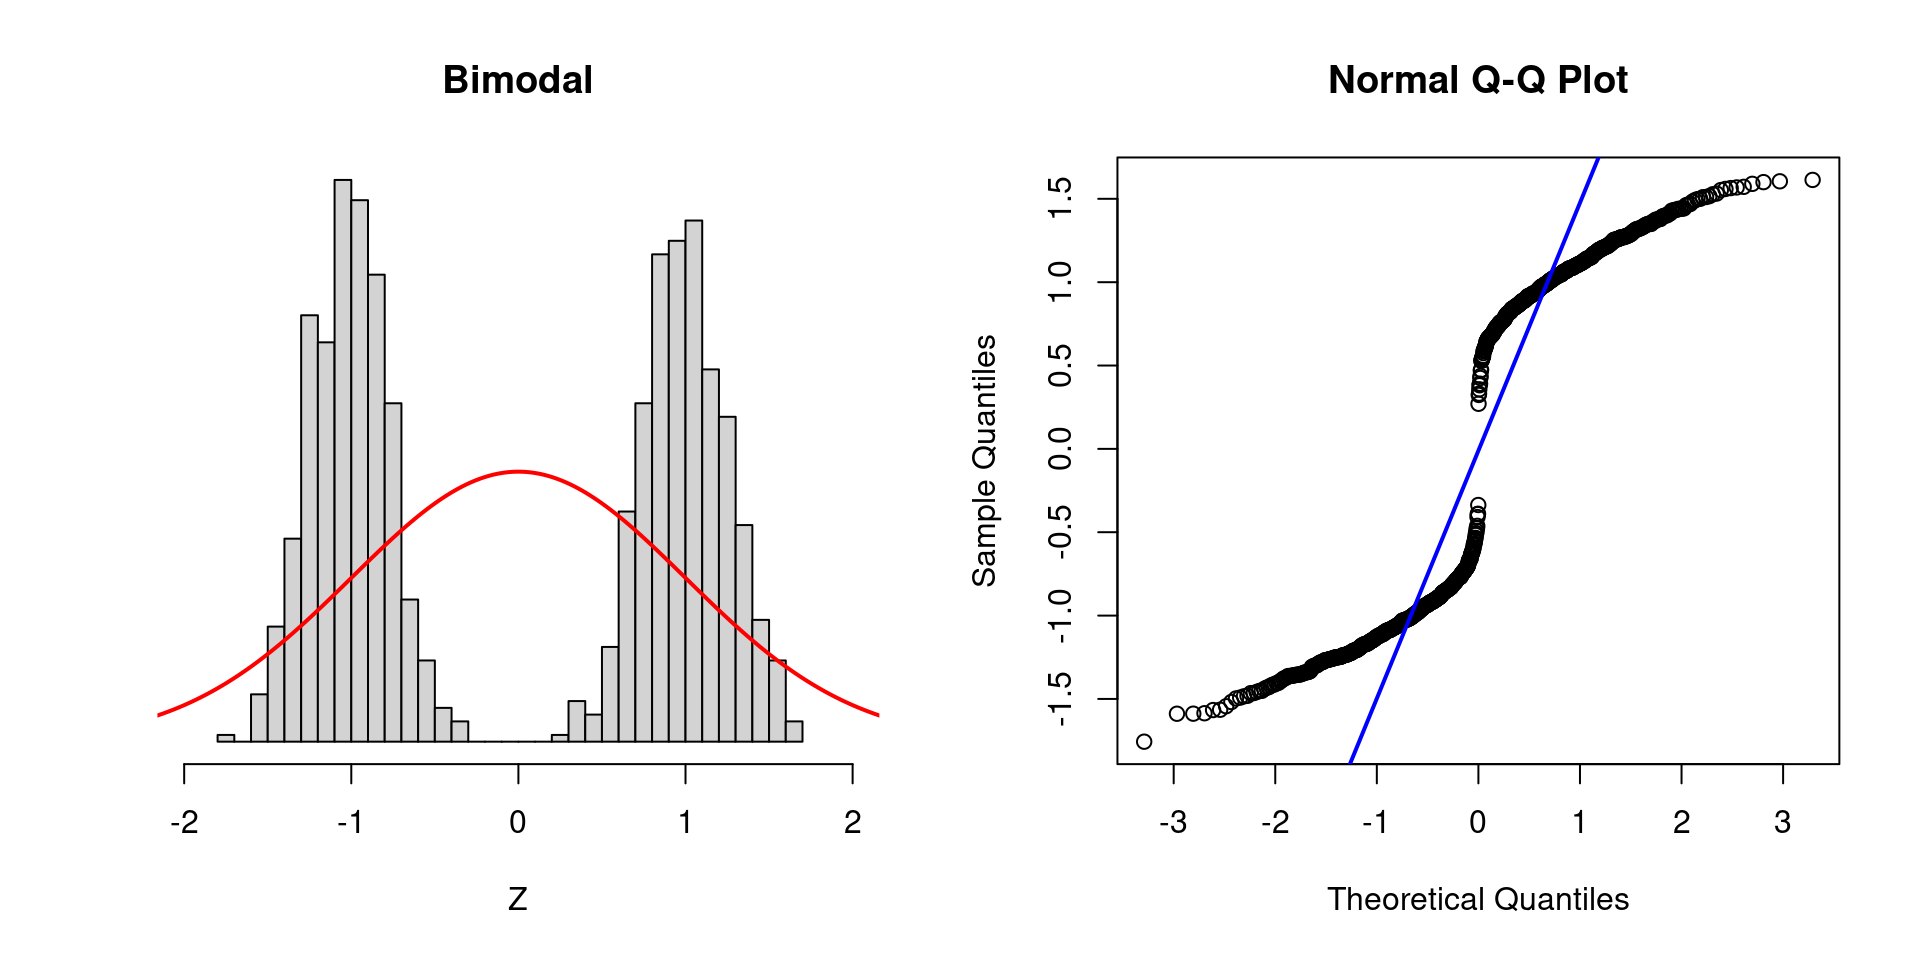 Bimodal
-2 -1 0 1 2
Z
Normal Q-Q Plot
Sample Quantiles
1.5
1.0
0.5
0.0
-0.5
-1.0
-1.5
-3 -2 -1 0 1 2 3
Theoretical Quantiles